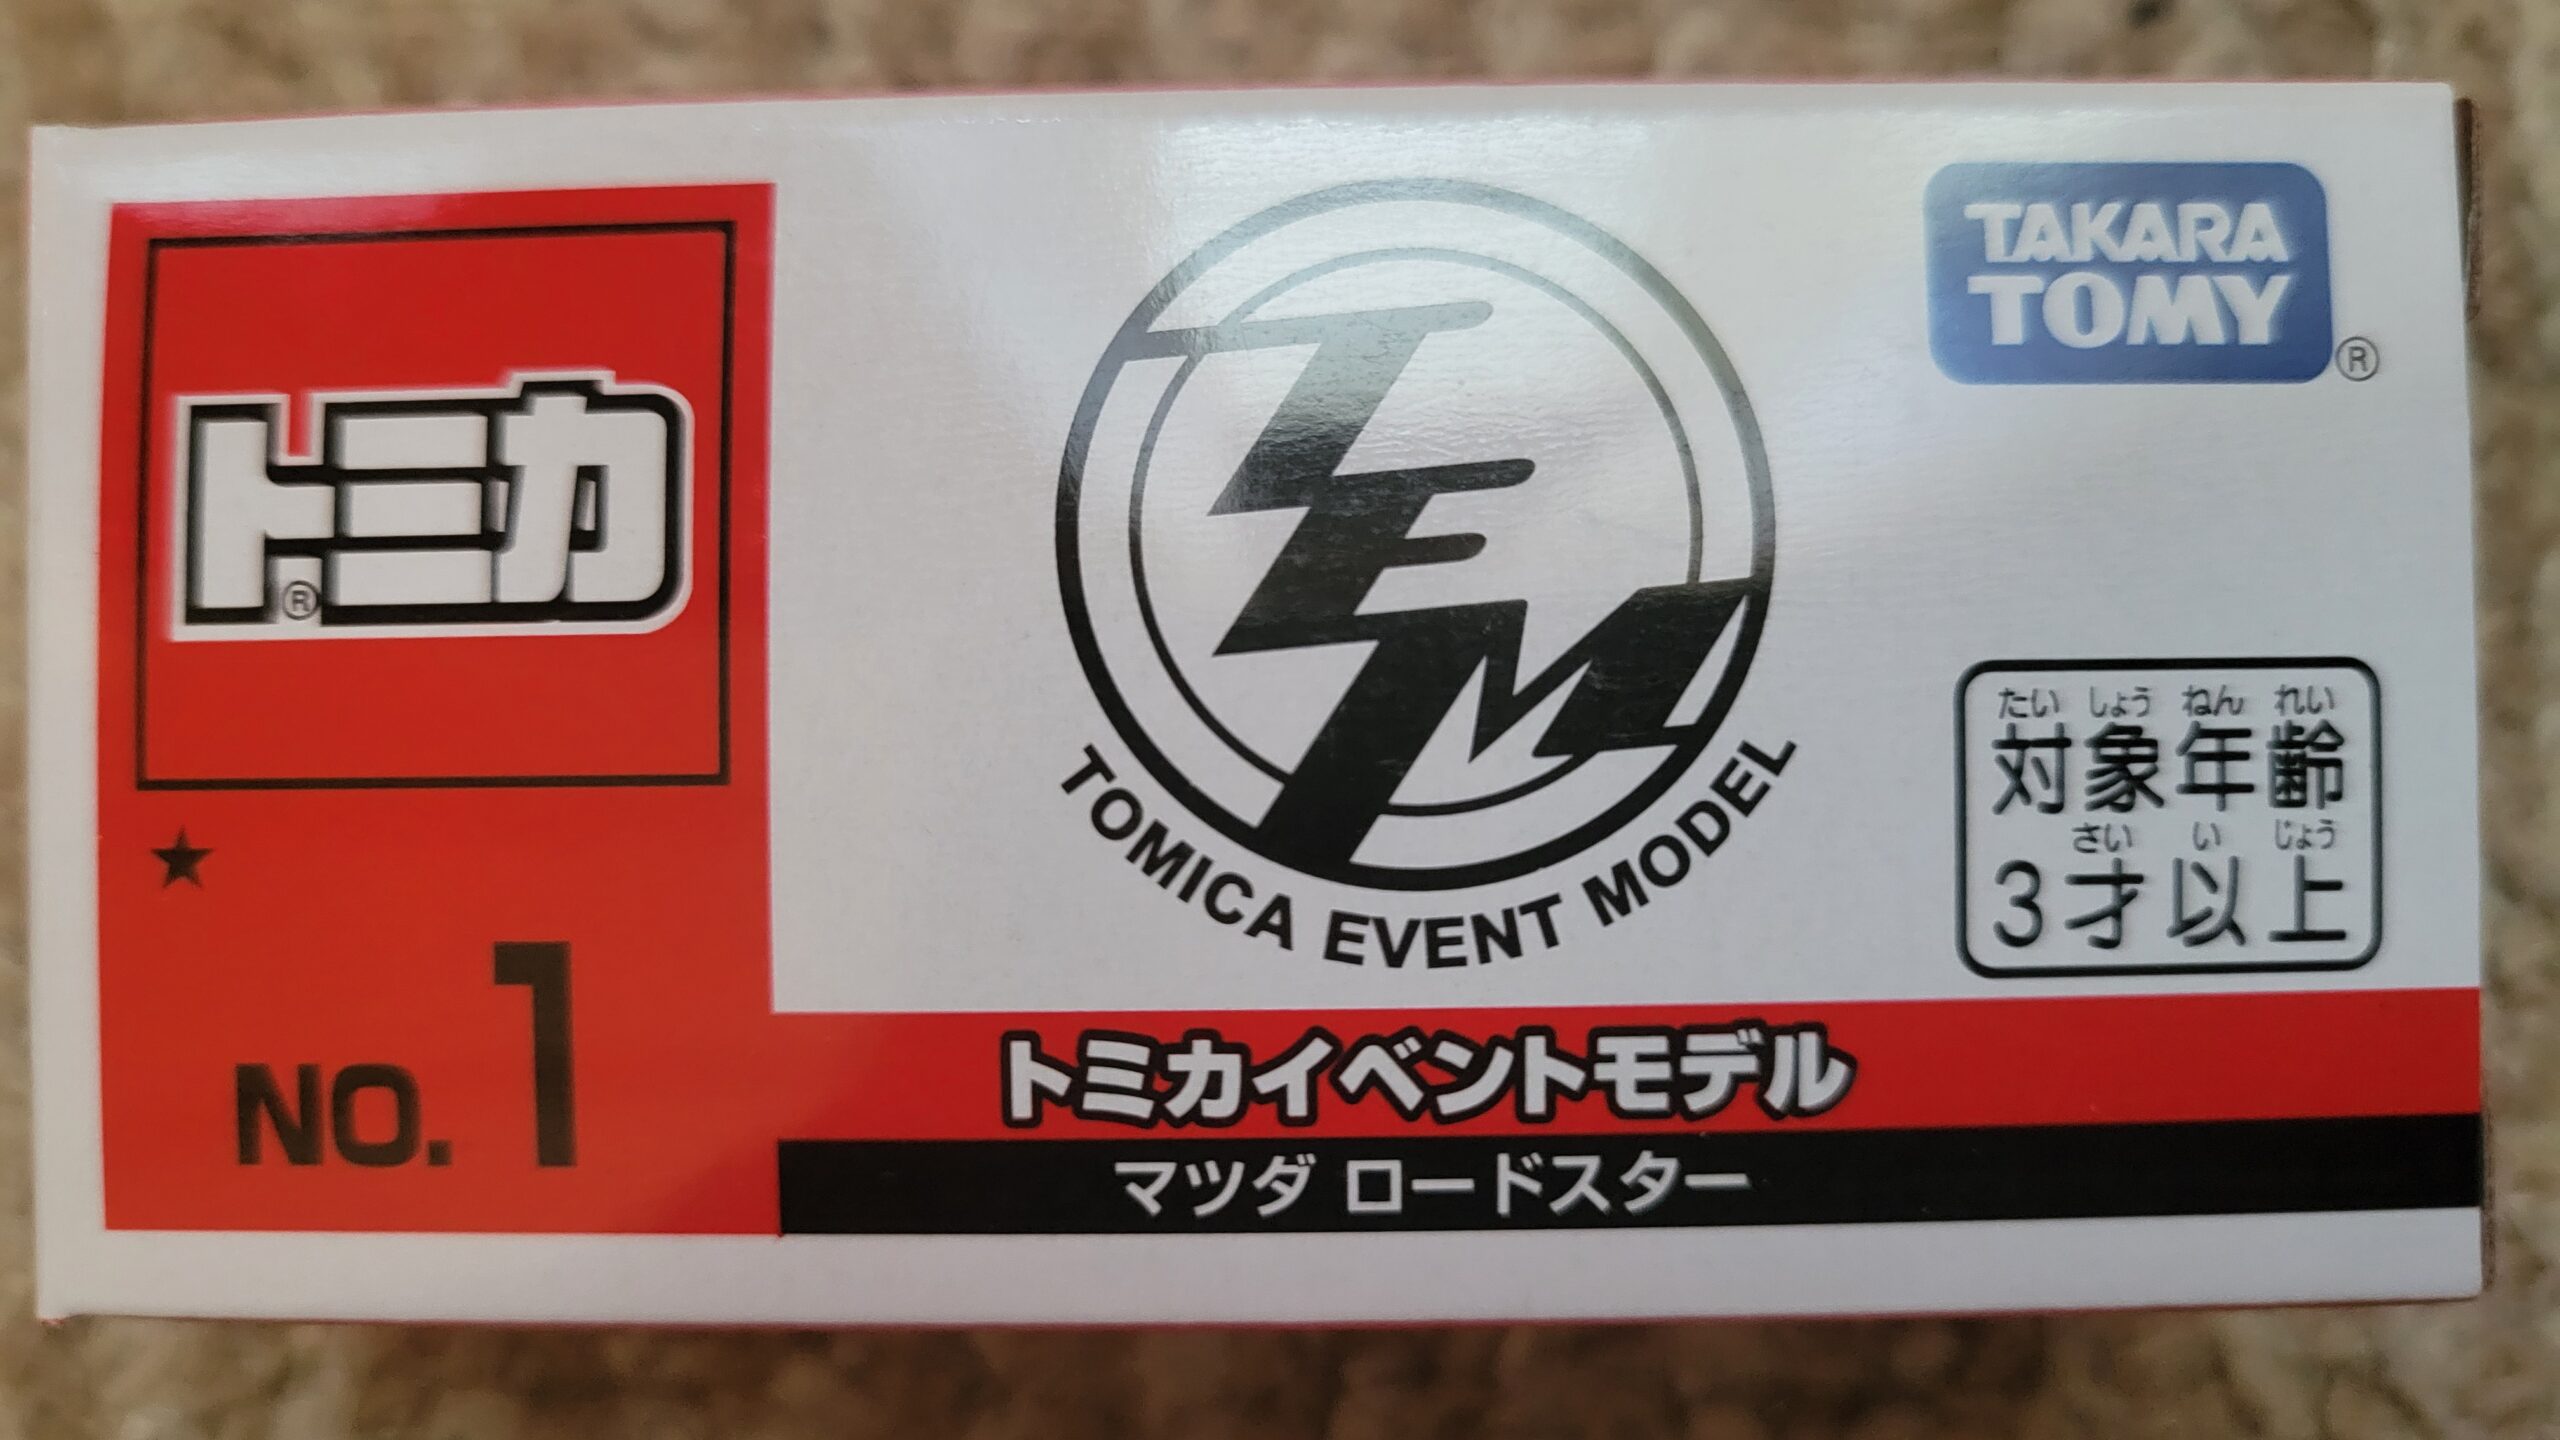 トミカ
®
★
NO. 1
TEM
TOMICA EVENT MODEL
TAKARA
TOMY
®
たい しょう ねん れい
対象年齢
さい い じょう
3才以上
トミカイベントモデル
マツダ ロードスター